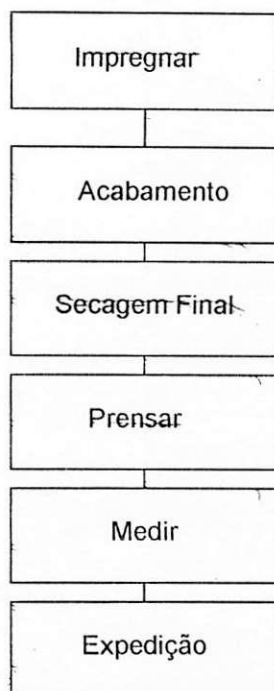 Impregnar
Acabamento
Secagem Final
Prensar
Medir
Expedição